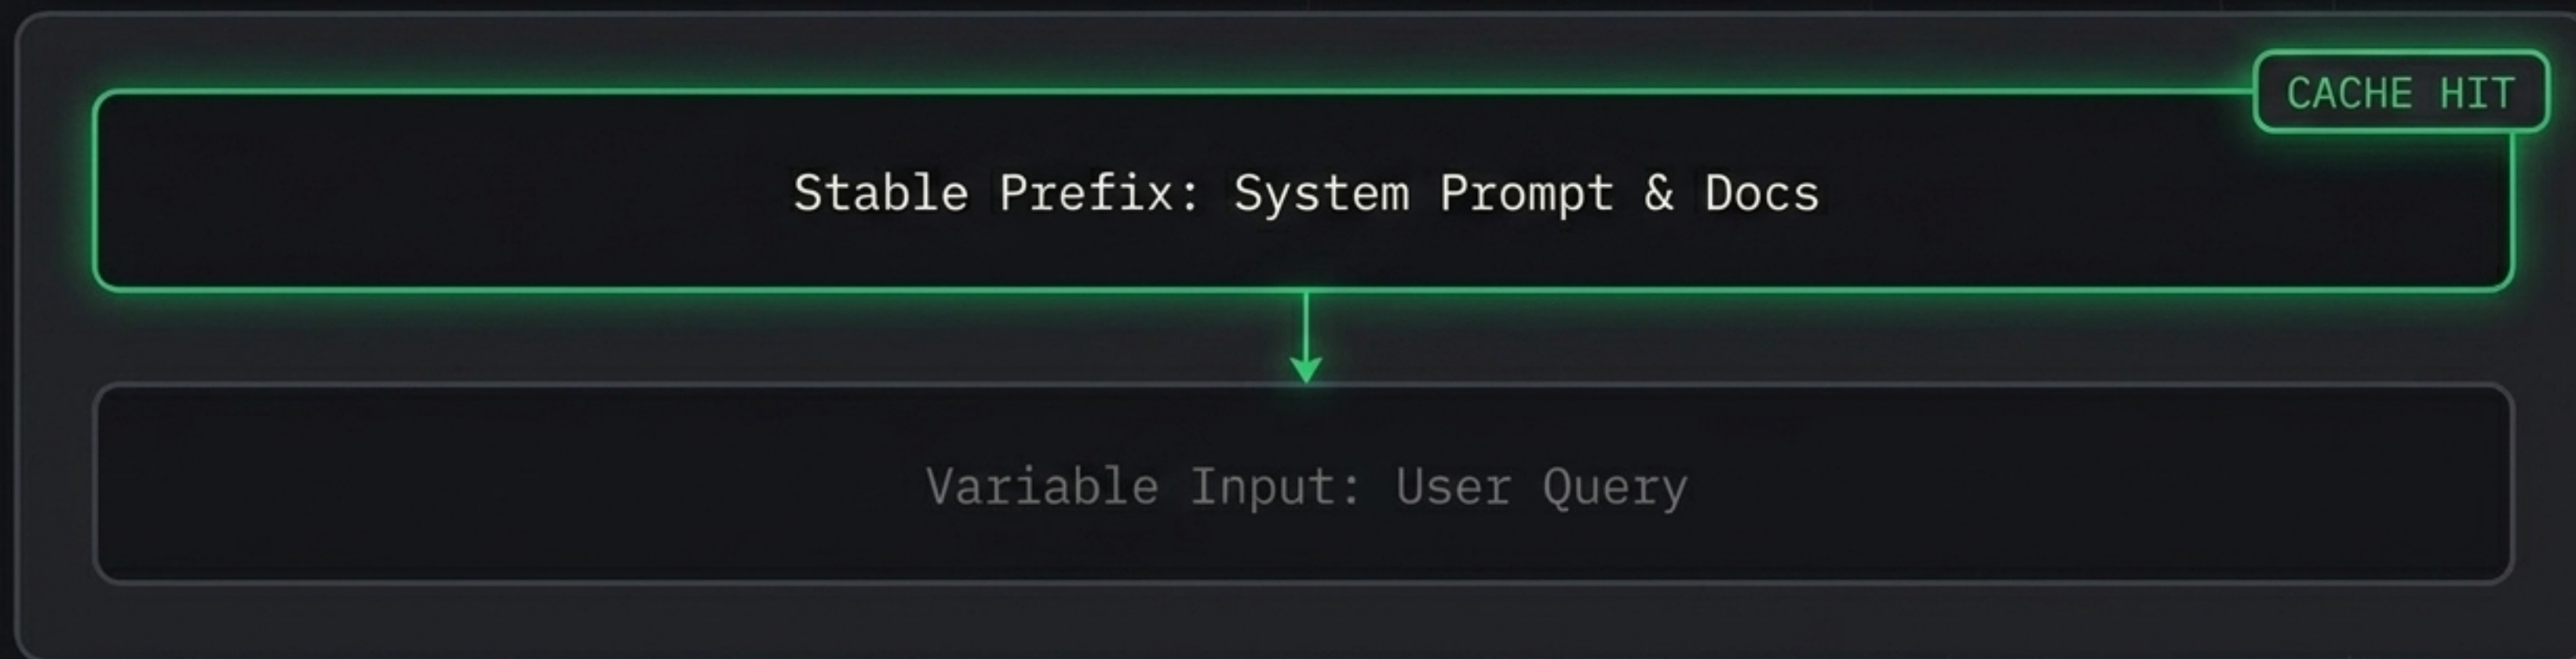 CACHE HIT
Stable Prefix: System Prompt & Docs
Variable Input: User Query